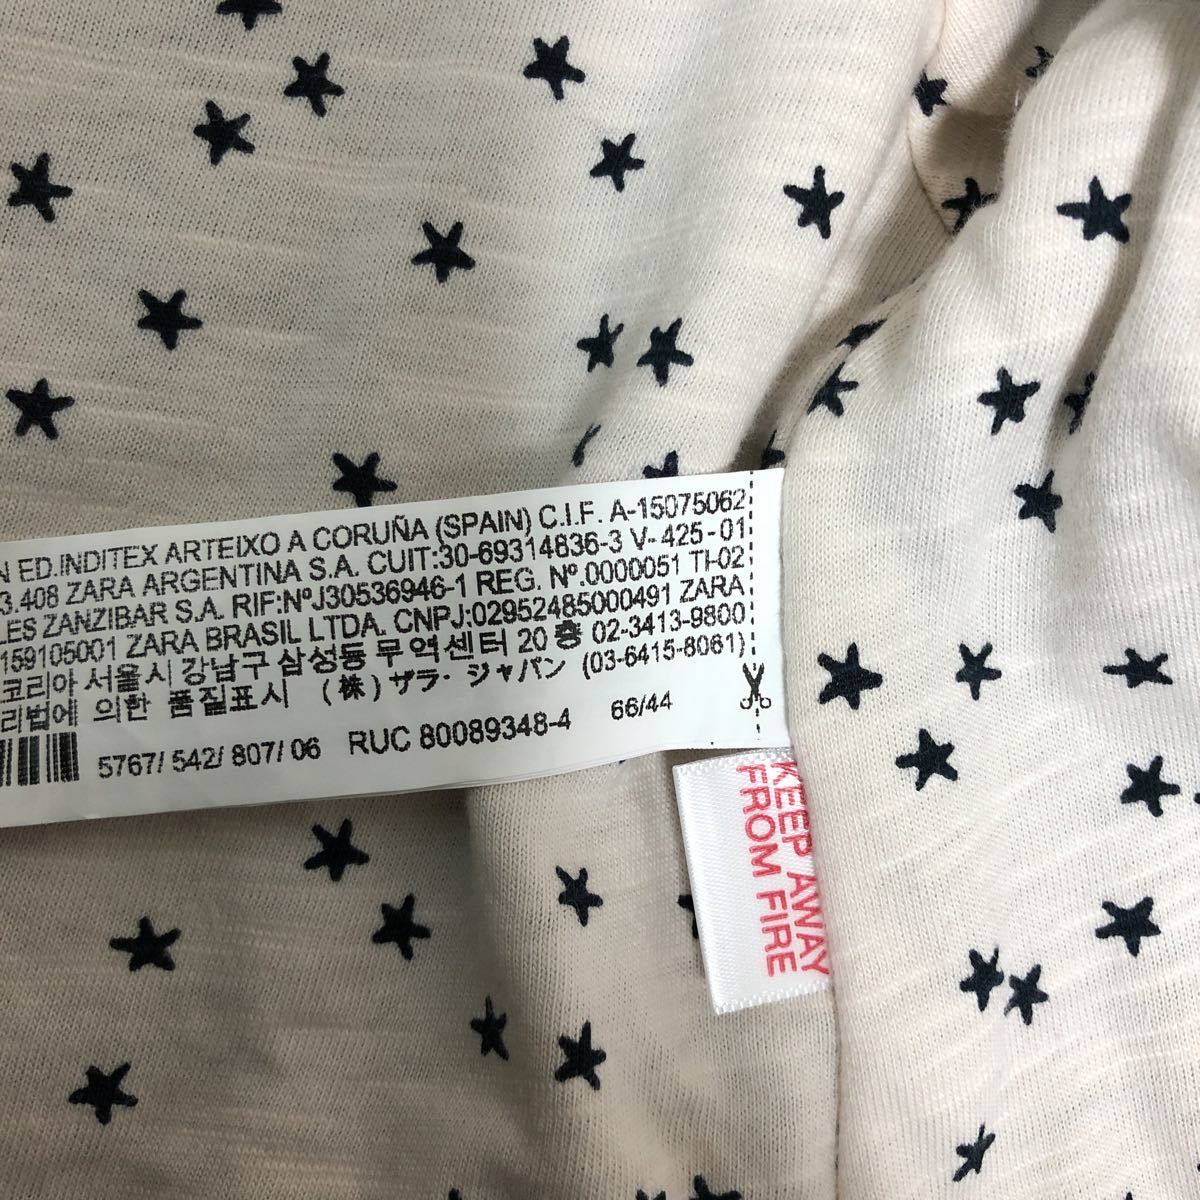 N ED.INDITEX ARTEIXO A CORUÑA (SPAIN) C.I.F. A-15075062
3.408 ZARA ARGENTINA S.A. CUIT:30-69314836-3 V-425-01
LES ZANZIBAR S.A. RIF:NºJ30536946-1 REG. Nº.0000051 TI-02
159105001 ZARA BRASIL LTDA. CNPJ:02952485000491 ZARA
코리아 서울시 강남구 삼성동 무역센터 20 층 02-3413-9800
리법에 의한 품질표시 (株) ザラ・ジャパン (03-6415-8061)
5767/ 542/ 807/ 06 RUC 80089348-4 66/44
KEEP AWAY
FROM FIRE